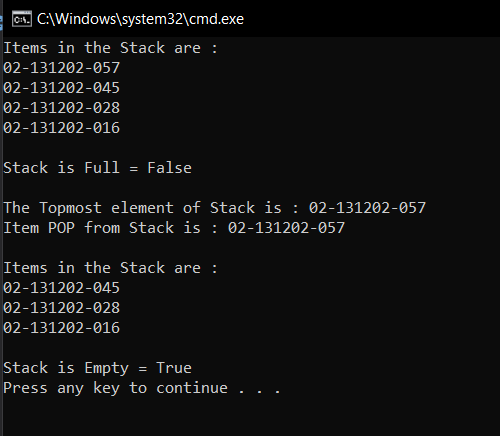 C:\Windows\system32\cmd.exe
Items in the Stack are :
02-131202-057
02-131202-045
02-131202-028
02-131202-016
Stack is Full = False
The Topmost element of Stack is : 02-131202-057
Item POP from Stack is : 02-131202-057
Items in the Stack are :
02-131202-045
02-131202-028
02-131202-016
Stack is Empty = True
Press any key to continue . . .